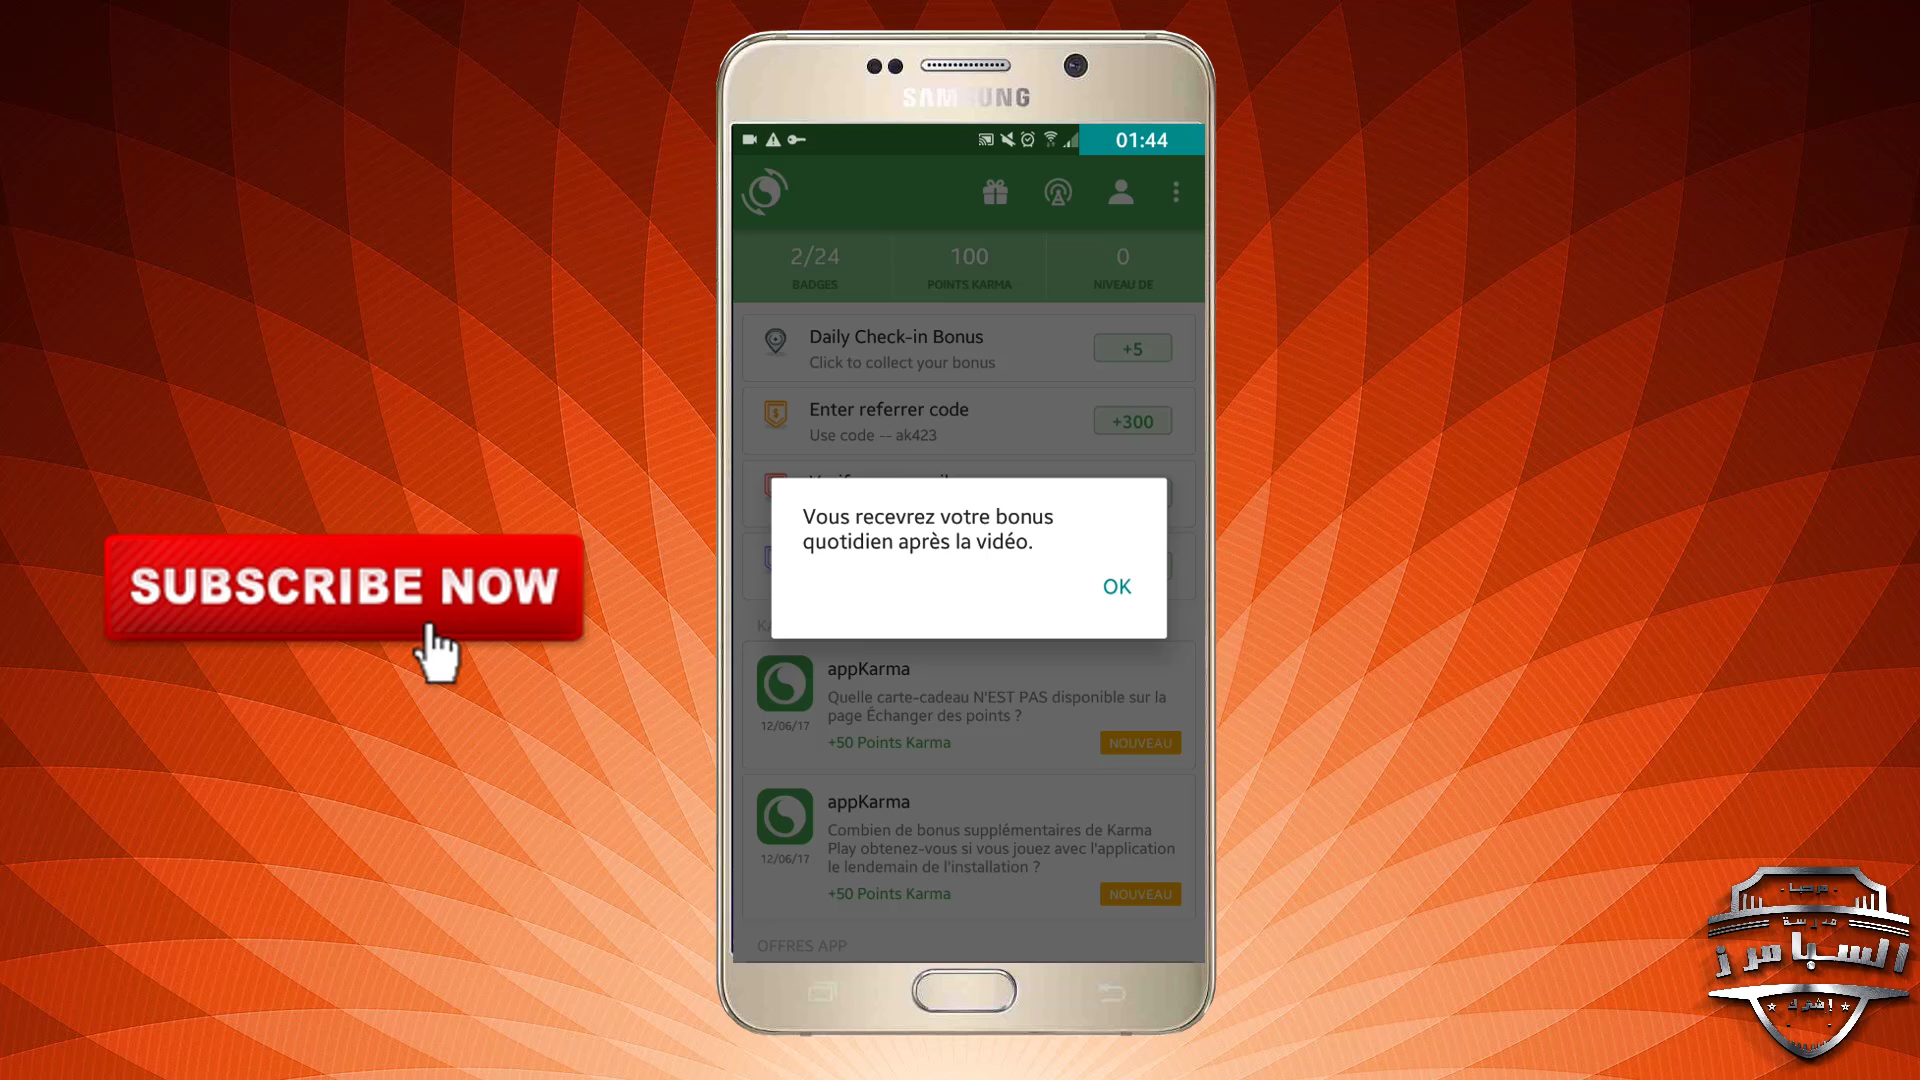 SAMSUNG
01:44
2/24
BADGES
100
POINTS KARMA
0
NIVEAU DE
Daily Check-in Bonus
Click to collect your bonus
+5
Enter referrer code
Use code -- ak423
+300
Vous recevrez votre bonus
quotidien après la vidéo.
OK
SUBSCRIBE NOW
appKarma
Quelle carte-cadeau N'EST PAS disponible sur la
page Échanger des points ?
12/06/17
+50 Points Karma
NOUVEAU
appKarma
Combien de bonus supplémentaires de Karma
Play obtenez-vous si vous jouez avec l'application
le lendemain de l'installation ?
12/06/17
+50 Points Karma
NOUVEAU
OFFRES APP
مرحبا
مدرسة
السبامرز
إشترك